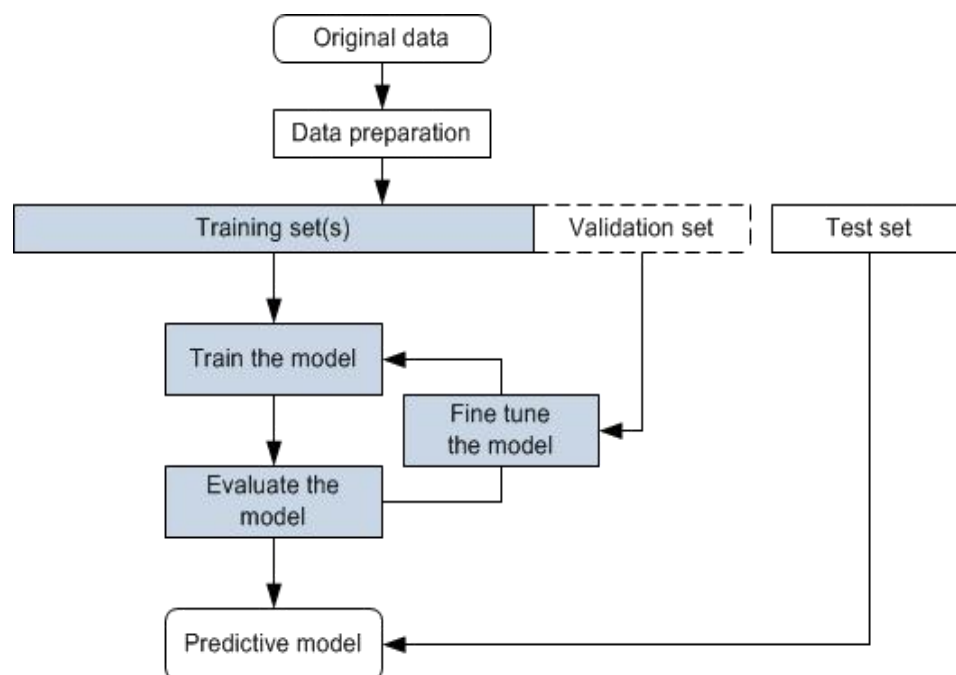 Original data
Data preparation
Training set(s)
Validation set
Test set
Train the model
Fine tune
the model
Evaluate the
model
Predictive model